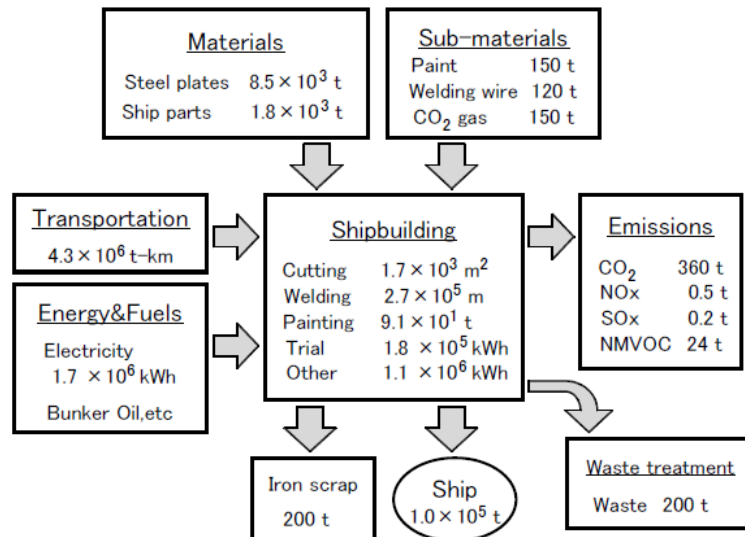 Materials
Steel plates 8.5×10³ t
Ship parts 1.8×10³ t
Sub-materials
Paint 150 t
Welding wire 120 t
CO₂ gas 150 t
Transportation
4.3×10⁶ t-km
Energy&Fuels
Electricity
1.7 ×10⁶ kWh
Bunker Oil,etc
Shipbuilding
Cutting 1.7×10³ m²
Welding 2.7×10⁵ m
Painting 9.1×10¹ t
Trial 1.8 ×10⁵ kWh
Other 1.1 ×10⁶ kWh
Emissions
CO₂ 360 t
NOx 0.5 t
SOx 0.2 t
NMVOC 24 t
Iron scrap
200 t
Ship
1.0×10⁵ t
Waste treatment
Waste 200 t